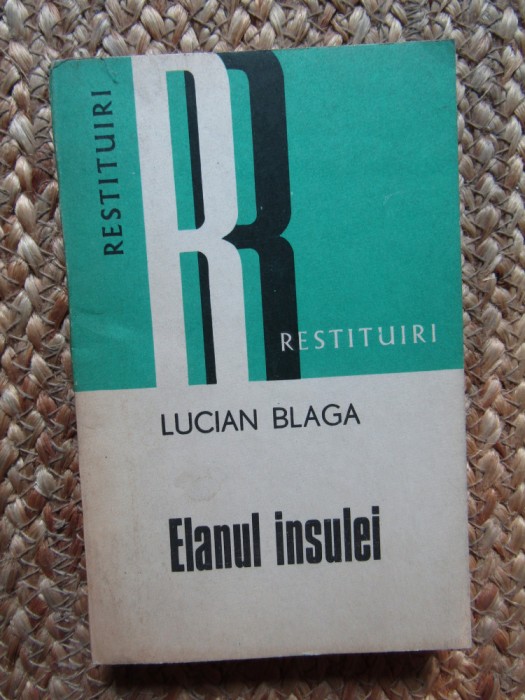 RESTITUIRI
R
RESTITUIRI
LUCIAN BLAGA
Elanul insulei